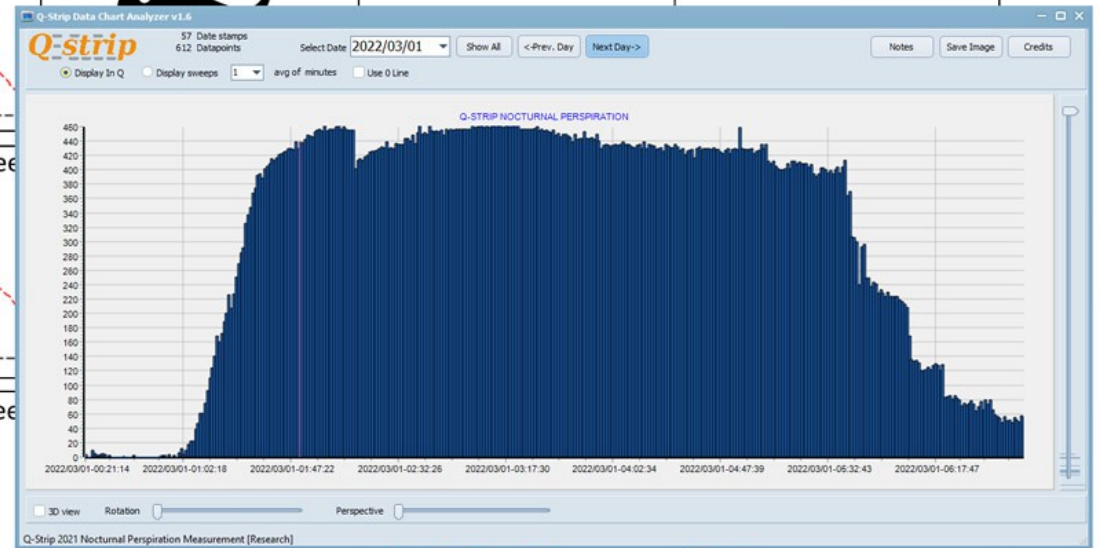 Q-Strip Data Chart Analyzer v1.6
Q-strip
57 Date stamps
612 Datapoints
Select Date 2022/03/01 Show All <-Prev. Day Next Day-> Notes Save Image Credits
Display In Q Display sweeps 1 avg of minutes Use 0 Line
Q-STRIP NOCTURNAL PERSPIRATION
460
440
420
400
380
360
340
320
300
280
260
240
220
200
180
160
140
120
100
80
60
40
20
0
2022/03/01-00:21:14 2022/03/01-01:02:18 2022/03/01-01:47:22 2022/03/01-02:32:26 2022/03/01-03:17:30 2022/03/01-04:02:34 2022/03/01-04:47:39 2022/03/01-05:32:43 2022/03/01-06:17:47
3D view Rotation Perspective
Q-Strip 2021 Nocturnal Perspiration Measurement [Research]